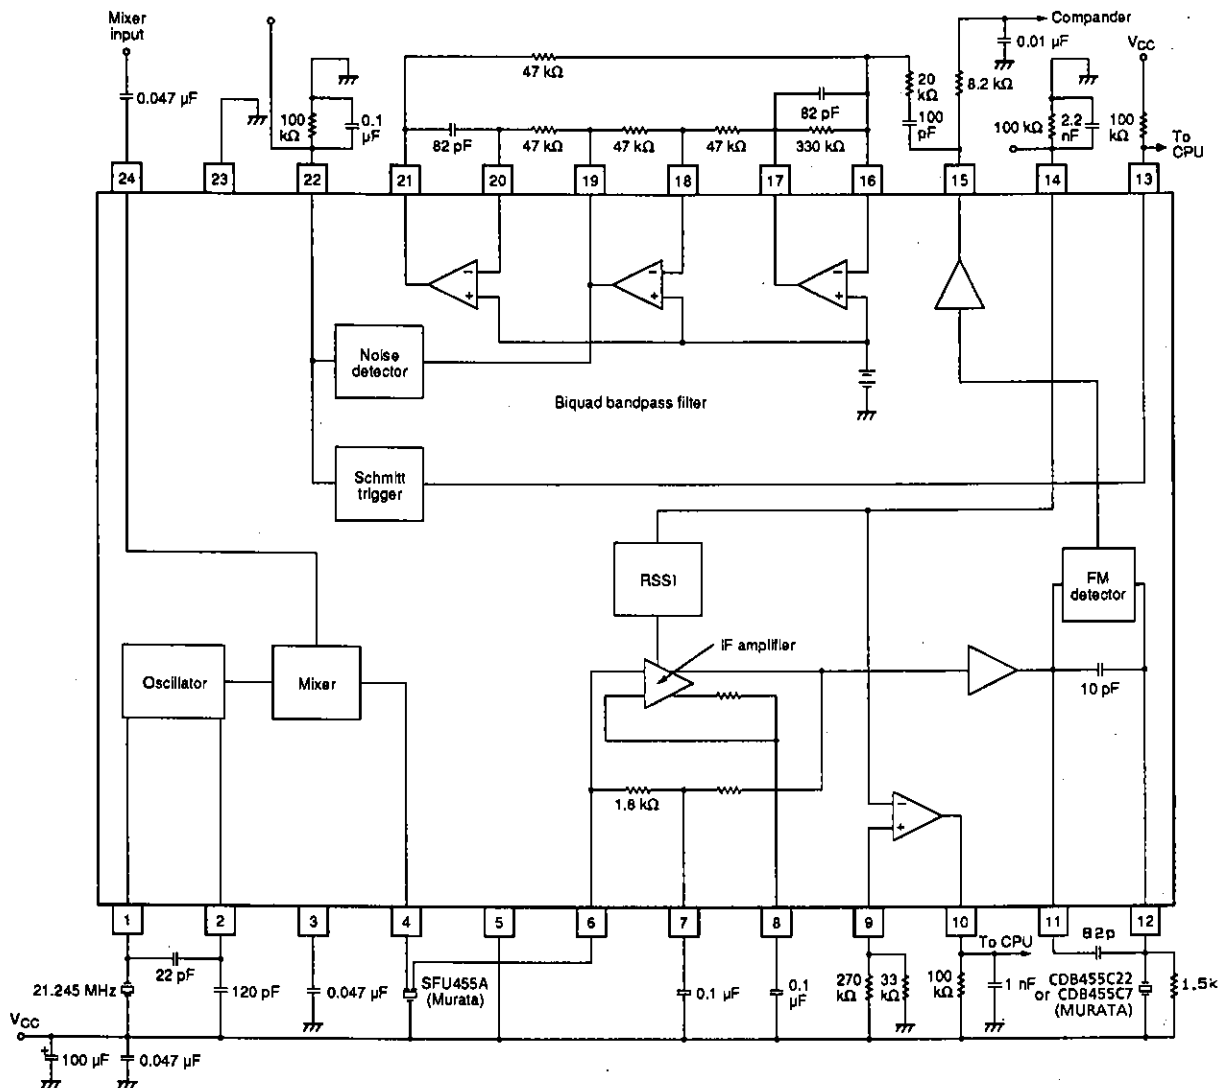 Mixer
input
0.047 µF
100
kΩ
0.1
µF
47 kΩ
82 pF
47 kΩ
47 kΩ
47 kΩ
82 pF
330 kΩ
20
kΩ
100
pF
8.2 kΩ
Compander
0.01 µF
100 kΩ
2.2
nF
VCC
100
kΩ
To
CPU
24
23
22
21
20
19
18
17
16
15
14
13
Noise
detector
Biquad bandpass filter
Schmitt
trigger
RSSI
FM
detector
IF amplifier
Oscillator
Mixer
10 pF
1.8 kΩ
1
2
3
4
5
6
7
8
9
10
11
12
22 pF
21.245 MHz
120 pF
0.047 µF
SFU455A
(Murata)
0.1 µF
0.1
µF
270
kΩ
33
kΩ
To CPU
100
kΩ
1 nF
82p
CDB455C22
or CDB455C7
(MURATA)
1.5k
VCC
100 µF
0.047 µF